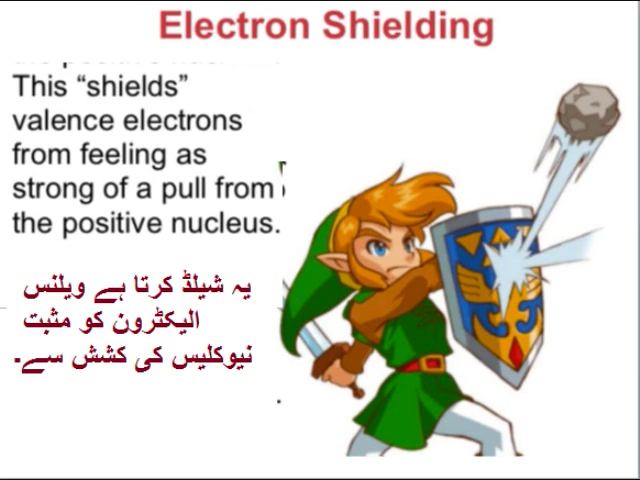 Electron Shielding
This “shields”
valence electrons
from feeling as
strong of a pull from
the positive nucleus.
یہ شیلڈ کرتا ہے ویلنس
الیکٹرون کو مثبت
نیوکلیس کی کشش سے۔